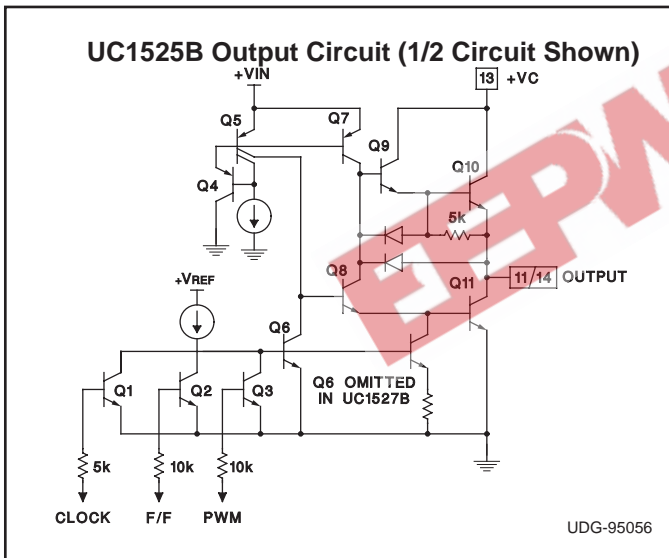 UC1525B Output Circuit (1/2 Circuit Shown)
+VIN
13 +VC
Q5
Q7
Q9
Q4
Q10
5k
+VREF
Q8
Q11
11/14 OUTPUT
Q6
Q1
Q2
Q3
Q6 OMITTED
IN UC1527B
5k
10k
10k
CLOCK
F/F
PWM
UDG-95056
EEPW